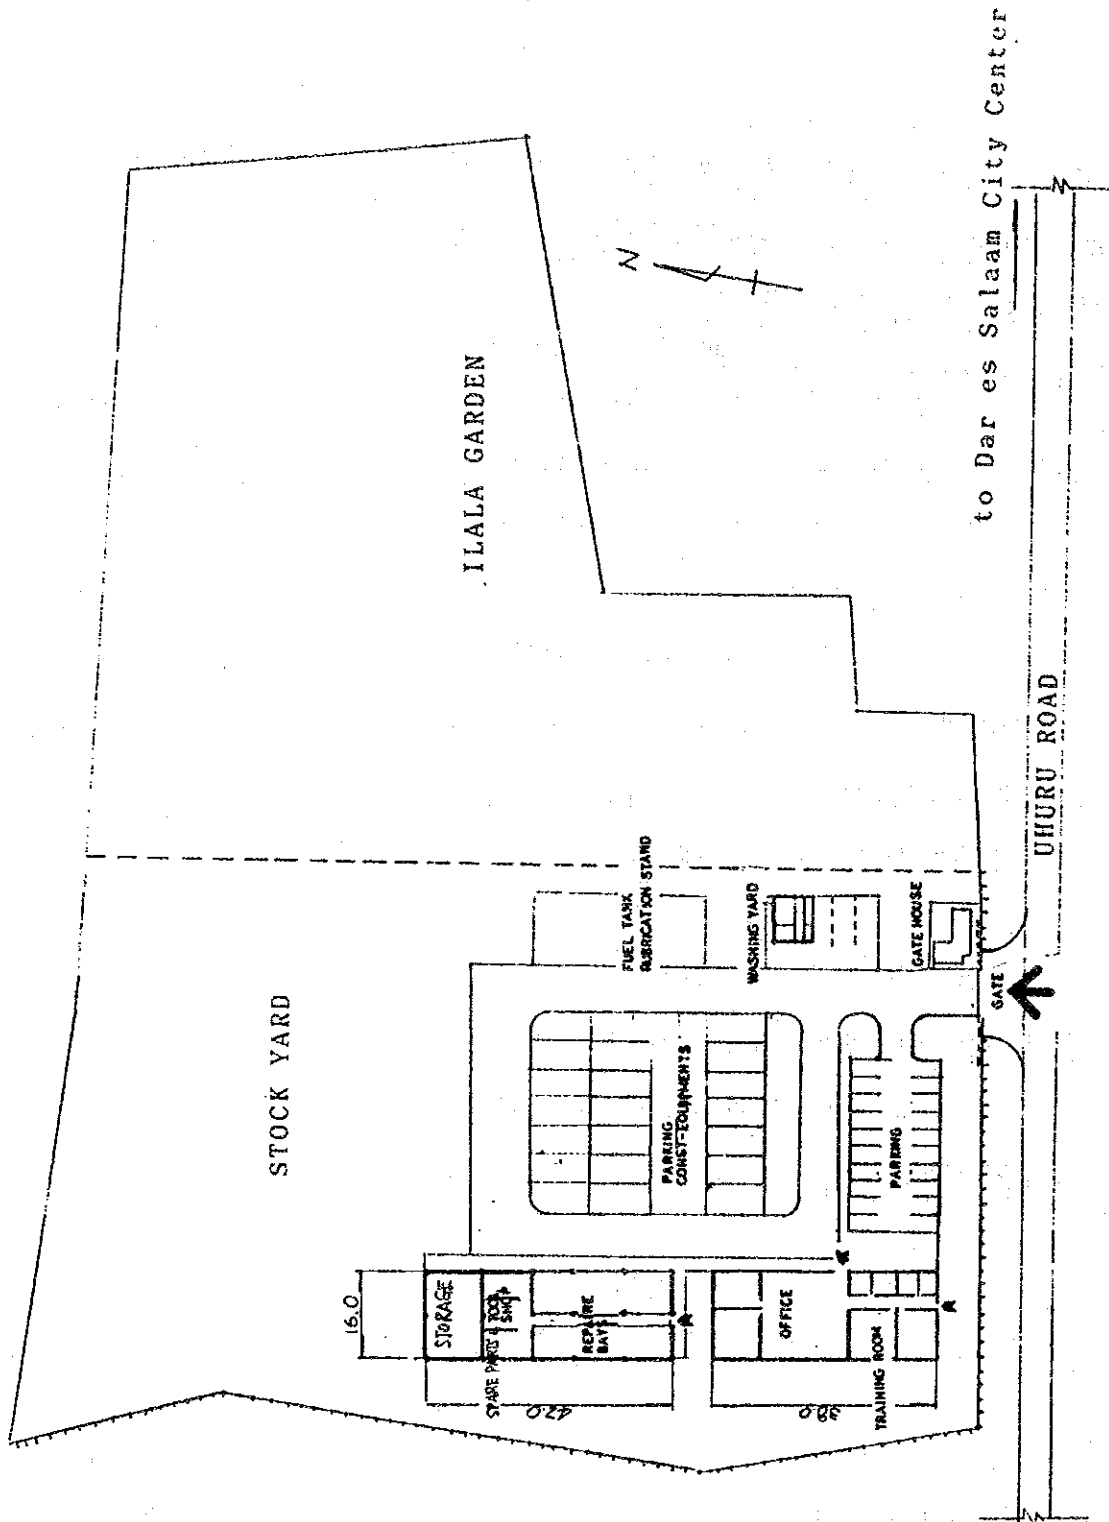 N
ILALA GARDEN
STOCK YARD
to Dar es Salaam City Center
UHURU ROAD
FUEL TANK
RUBRICATION STAND
WASHING YARD
GATE HOUSE
GATE
PARKING
CONST-EQUIPMENTS
PARKING
16.0
STORAGE
SPARE PARTS & TOOL
SHOP
REPAIRE
BAYS
42.0
OFFICE
TRAINING ROOM
38.0